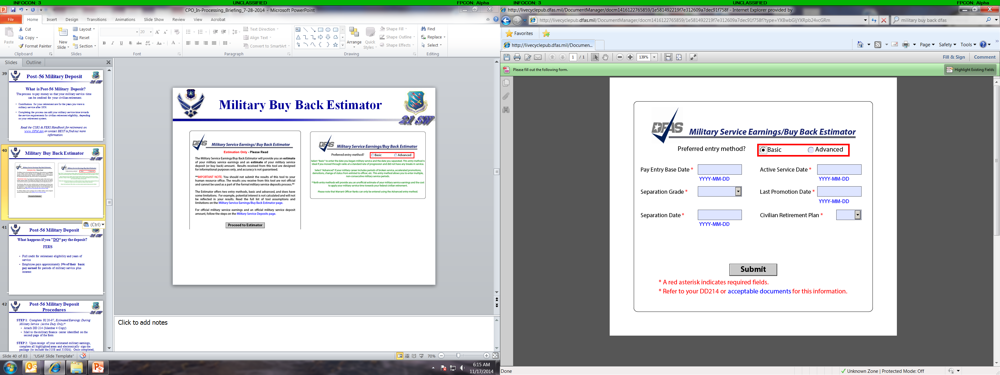 INFOCON: 3 UNCLASSIFIED FPCON: Alpha
CPO_In-Processing_Briefing_7-28-2014 - Microsoft PowerPoint
File Home Insert Design Transitions Animations Slide Show Review View Acrobat
Paste
Cut
Copy
Format Painter
Clipboard
New Slide
Layout
Reset
Section
Slides
20
Font
Text Direction
Align Text
Convert to SmartArt
Paragraph
Arrange
Quick Styles
Shape Fill
Shape Outline
Shape Effects
Drawing
Find
Replace
Select
Editing
Slides Outline
39
Post-56 Military Deposit
21 SW
What is Post-56 Military Deposit?
The process to pay money so that your military service time
can be credited for your civilian retirement.
• Contributions for your retirement are for the years you were in
military service after 1956.
• Completing the process can add your military service time towards
the service requirements for civilian retirement eligibility, depending
on your retirement system.
Read the CSRS & FERS Handbook for retirement on
www.OPM.gov or contact BEST to find out more
information
40
Military Buy Back Estimator
21 SW
(Ctrl)
41
Post-56 Military Deposit
21 SW
What happens if you "DO" pay the deposit?
FERS
• Full credit for retirement eligibility and years of
service
• Employee pays approximately 3% of their basic
pay earned for periods of military service plus
interest
42
Post-56 Military Deposit
Procedures
21 SW
STEP 1: Complete RI 20-97, Estimated Earnings During
Military Service (Active Duty Only)*
• Attach DD 214 (Member 4 Copy)
• Mail to the military finance center identified on the
second page of the form
STEP 2: Upon receipt of your estimated military earnings,
complete all highlighted areas and electronically sign the
package (to include the 3108 and 3108A). Once completed,
Military Buy Back Estimator
21 SW
DFAS
Military Service Earnings/Buy Back Estimator
Estimation Only - Please Read
The Military Service Earnings/Buy Back Estimator will provide you an estimate
of your military service earnings and an estimate of your military service
deposit (or buy back) amount. Results received from this tool are designed
for informational purposes only, and accuracy is not guaranteed.
**IMPORTANT NOTE: You should not submit the results of this tool to your
human resource office. The results you receive from this tool are not official
and cannot be used as a part of the formal military service deposits process.**
The Estimator offers two entry methods, basic and advanced, and does have
some limitations. For example, potential interest is not calculated and will not
be reflected in your results. Read the full list of tool assumptions and
limitations on the Military Service Earnings/Buy Back Estimator page.
For official military service earnings and an official military service deposit
amount, follow the steps on the Military Service Deposits page.
Proceed to Estimator
DFAS
Military Service Earnings/Buy Back Estimator
Preferred entry method? Basic Advanced
Select "Basic" to enter the date you began military service and the date you separated. This entry method is
ideal if you moved through ranks at a standard rate of progression and did not have any breaks in service.
Select "Advanced" if your military career includes periods of broken service, accelerated promotions,
demotions, change of status from enlisted to officer, etc. This entry method allows you to enter multiple,
non-consecutive military service periods.
**Both entry methods will provide you an unofficial estimate of your military service earnings and the cost
to apply your military service time towards your federal civilian retirement.
Please note that Warrant Officer Ranks can only be entered using the Advanced entry method.
Click to add notes
Slide 40 of 83 "USAF Slide Template" 70%
6:15 AM
11/17/2014
INFOCON: 3 UNCLASSIFIED FPCON: Alpha
http://livecyclepub.dfas.mil/DocumentManager/docm1416122765859/1e581492219f7e312609a7dec91f758f - Internet Explorer provided by
http://livecyclepub.dfas.mil/DocumentManager/docm1416122765859/1e581492219f7e312609a7dec91f758f?type=YXBwbGljYXRpb24vcGRm
military buy back dfas
Favorites
http://livecyclepub.dfas.mil/Documen...
Page Safety Tools
1 / 1 139%
Fill & Sign Comment
Please fill out the following form.
Highlight Existing Fields
DFAS
Military Service Earnings/Buy Back Estimator
Preferred entry method? Basic Advanced
Pay Entry Base Date * Active Service Date *
YYYY-MM-DD YYYY-MM-DD
Separation Grade * Last Promotion Date *
YYYY-MM-DD
Separation Date * Civilian Retirement Plan *
YYYY-MM-DD
Submit
* A red asterisk indicates required fields.
* Refer to your DD214 or acceptable documents for this information.
Done
Unknown Zone | Protected Mode: Off